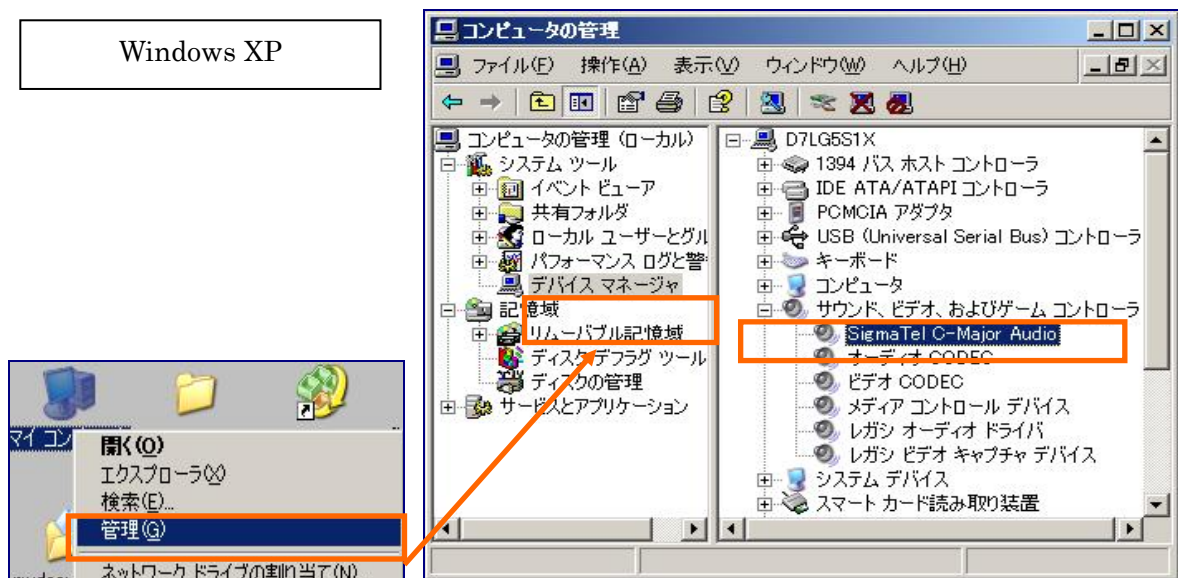 Windows XP
コンピュータの管理
ファイル(F) 操作(A) 表示(V) ウィンドウ(W) ヘルプ(H)
コンピュータの管理 (ローカル)
システム ツール
イベント ビューア
共有フォルダ
ローカル ユーザーとグル
パフォーマンス ログと警
デバイス マネージャ
記憶域
リムーバブル記憶域
ディスク デフラグ ツール
ディスクの管理
サービスとアプリケーション
D7LG5S1X
1394 バス ホスト コントローラ
IDE ATA/ATAPI コントローラ
PCMCIA アダプタ
USB (Universal Serial Bus) コントローラ
キーボード
コンピュータ
サウンド、ビデオ、およびゲーム コントローラ
SigmaTel C-Major Audio
オーディオ CODEC
ビデオ CODEC
メディア コントロール デバイス
レガシ オーディオ ドライバ
レガシ ビデオ キャプチャ デバイス
システム デバイス
スマート カード読み取り装置
マイ コン
開く(O)
エクスプローラ(X)
検索(E)...
管理(G)
ネットワーク ドライブの割り当て(N)